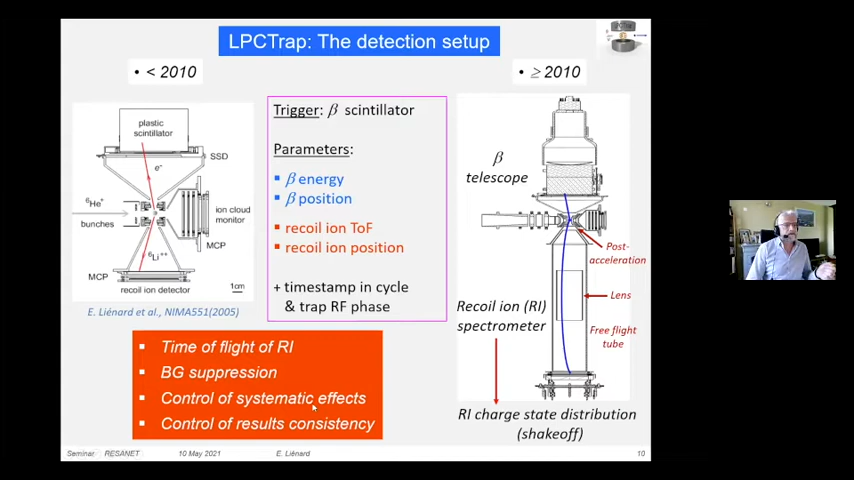 LPCTrap: The detection setup
• < 2010
plastic
scintillator
SSD
e⁻
⁶He⁺
bunches
ion cloud
monitor
MCP
⁶Li⁺⁺
MCP
recoil ion detector
1cm
E. Liénard et al., NIMA551(2005)
Trigger: β scintillator
Parameters:
▪ β energy
▪ β position
▪ recoil ion ToF
▪ recoil ion position
+ timestamp in cycle
& trap RF phase
• ≥ 2010
β
telescope
Post-
acceleration
Lens
Recoil ion (RI)
spectrometer
Free flight
tube
RI charge state distribution
(shakeoff)
▪ Time of flight of RI
▪ BG suppression
▪ Control of systematic effects
▪ Control of results consistency
Seminar, RESANET 10 May 2021 E. Liénard 10